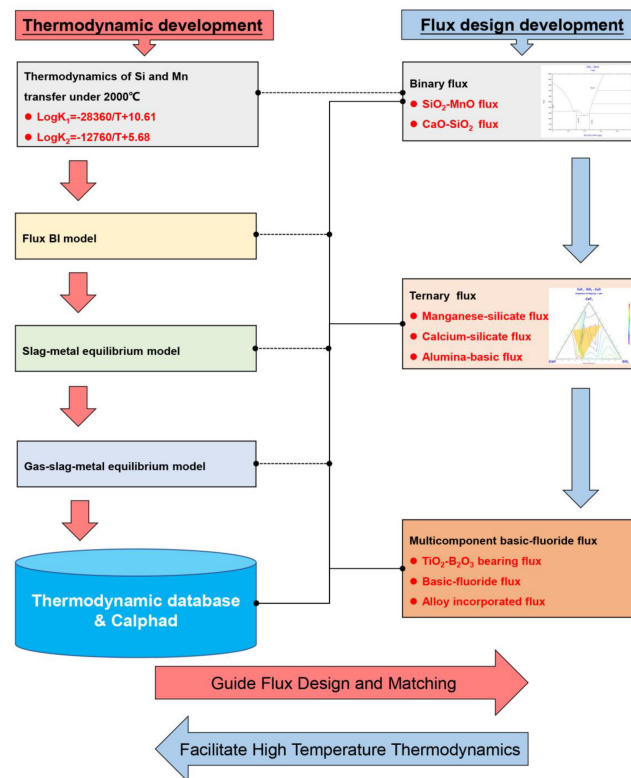 Thermodynamic development
Flux design development
Thermodynamics of Si and Mn
transfer under 2000℃
● LogK₁=-28360/T+10.61
● LogK₂=-12760/T+5.68
Binary flux
● SiO₂-MnO flux
● CaO-SiO₂ flux
Flux BI model
Slag-metal equilibrium model
Gas-slag-metal equilibrium model
Thermodynamic database
& Calphad
Ternary flux
● Manganese-silicate flux
● Calcium-silicate flux
● Alumina-basic flux
Multicomponent basic-fluoride flux
● TiO₂-B₂O₃ bearing flux
● Basic-fluoride flux
● Alloy incorporated flux
Guide Flux Design and Matching
Facilitate High Temperature Thermodynamics